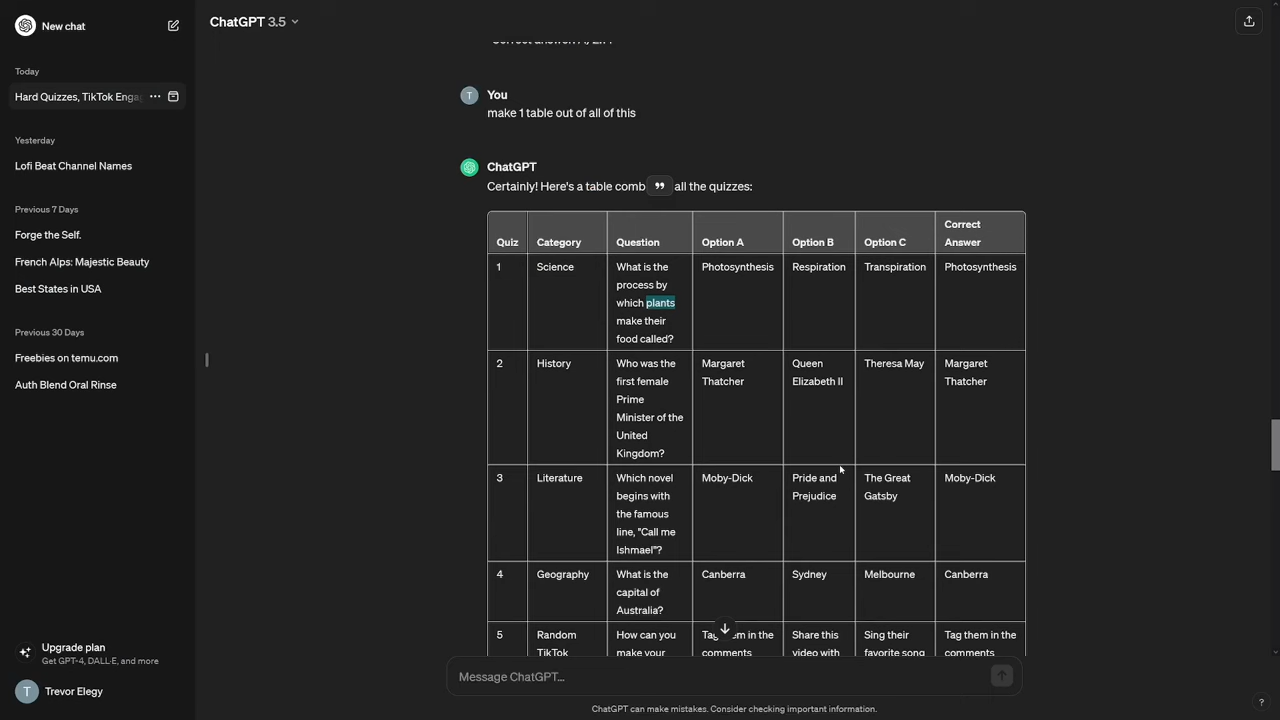 New chat
ChatGPT 3.5
Today
Hard Quizzes, TikTok Enga
Yesterday
Lofi Beat Channel Names
Previous 7 Days
Forge the Self.
French Alps: Majestic Beauty
Best States in USA
Previous 30 Days
Freebies on temu.com
Auth Blend Oral Rinse
Upgrade plan
Get GPT-4, DALL·E, and more
T
Trevor Elegy
T
You
make 1 table out of all of this
ChatGPT
Certainly! Here's a table comb all the quizzes:
Quiz
Category
Question
Option A
Option B
Option C
Correct
Answer
1
Science
What is the
process by
which plants
make their
food called?
Photosynthesis
Respiration
Transpiration
Photosynthesis
2
History
Who was the
first female
Prime
Minister of the
United
Kingdom?
Margaret
Thatcher
Queen
Elizabeth II
Theresa May
Margaret
Thatcher
3
Literature
Which novel
begins with
the famous
line, "Call me
Ishmael"?
Moby-Dick
Pride and
Prejudice
The Great
Gatsby
Moby-Dick
4
Geography
What is the
capital of
Australia?
Canberra
Sydney
Melbourne
Canberra
5
Random
TikTok
How can you
make your
Tag them in the
comments
Share this
video with
Sing their
favorite song
Tag them in the
comments
Message ChatGPT...
ChatGPT can make mistakes. Consider checking important information.
?